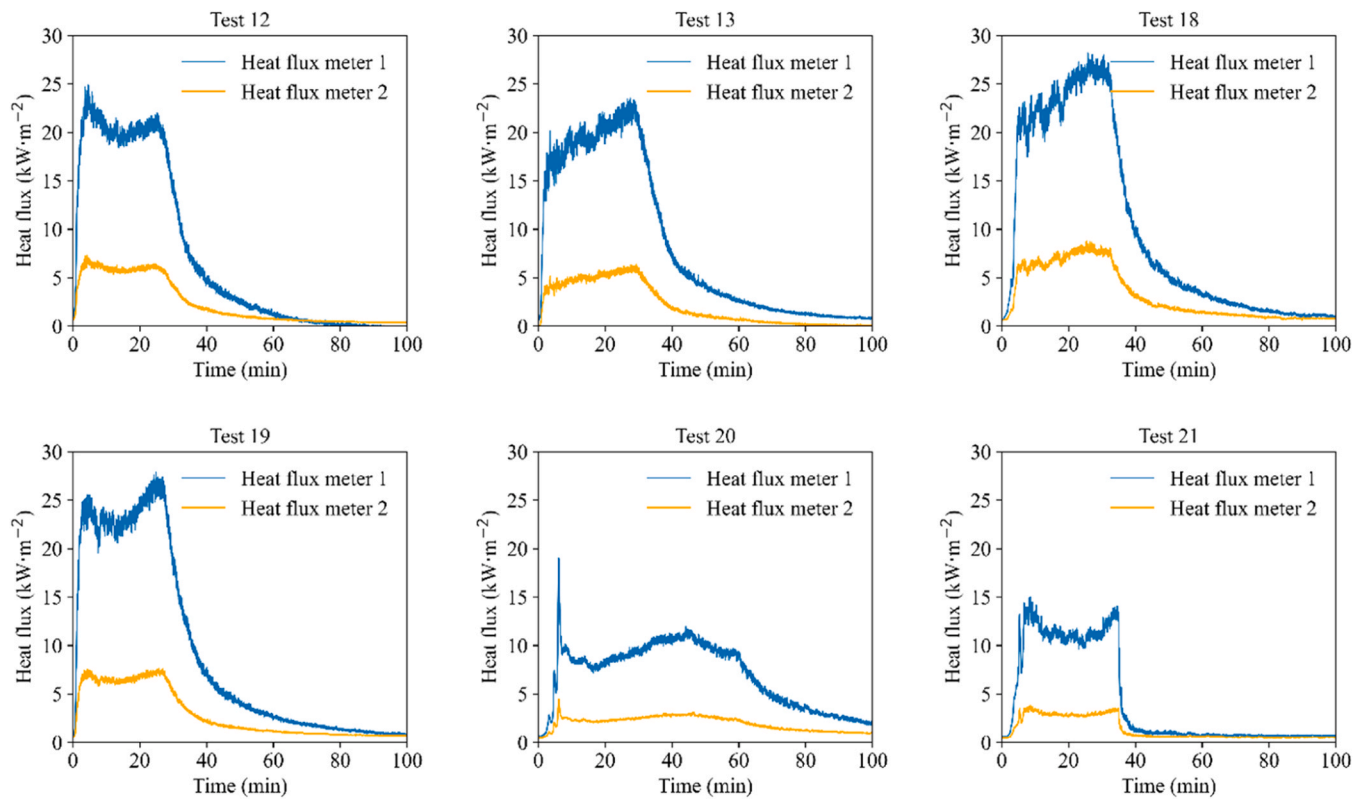 Test 12
30
25
20
15
10
5
0
Heat flux (kW·m⁻²)
Heat flux meter 1
Heat flux meter 2
0 20 40 60 80 100
Time (min)
Test 13
30
25
20
15
10
5
0
Heat flux (kW·m⁻²)
Heat flux meter 1
Heat flux meter 2
0 20 40 60 80 100
Time (min)
Test 18
30
25
20
15
10
5
0
Heat flux (kW·m⁻²)
Heat flux meter 1
Heat flux meter 2
0 20 40 60 80 100
Time (min)
Test 19
30
25
20
15
10
5
0
Heat flux (kW·m⁻²)
Heat flux meter 1
Heat flux meter 2
0 20 40 60 80 100
Time (min)
Test 20
30
25
20
15
10
5
0
Heat flux (kW·m⁻²)
Heat flux meter 1
Heat flux meter 2
0 20 40 60 80 100
Time (min)
Test 21
30
25
20
15
10
5
0
Heat flux (kW·m⁻²)
Heat flux meter 1
Heat flux meter 2
0 20 40 60 80 100
Time (min)